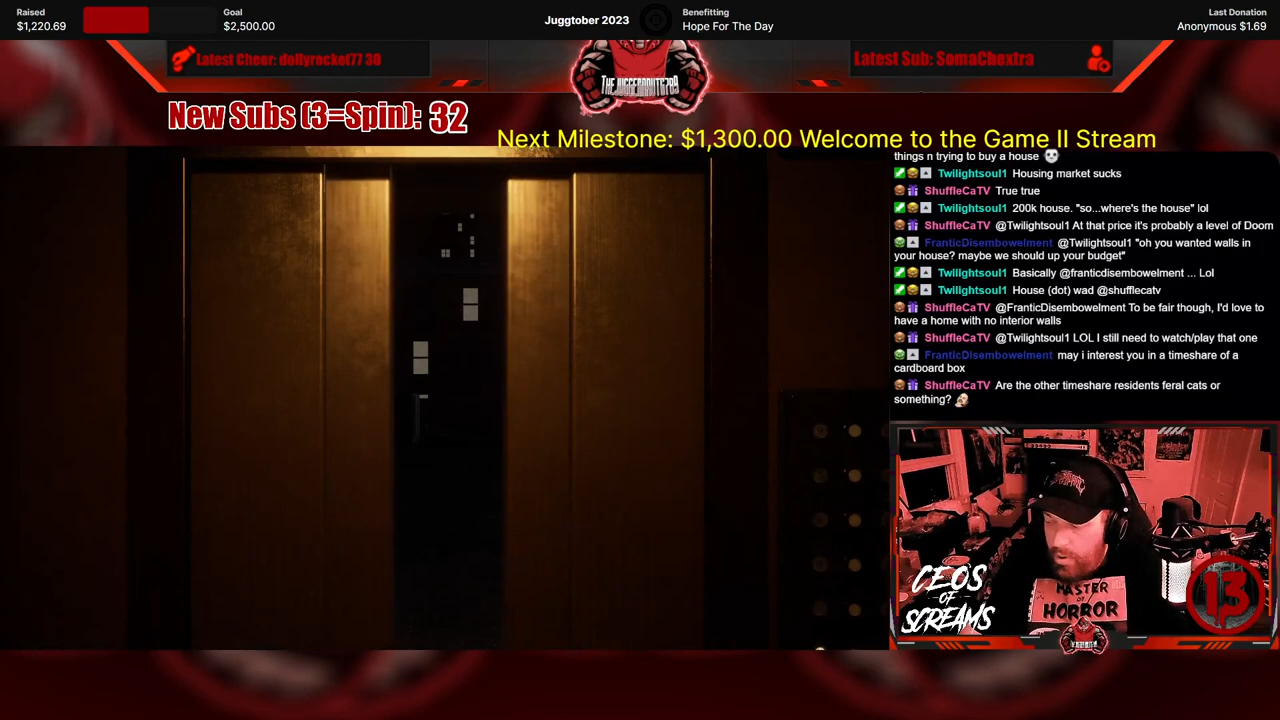 Raised
$1,220.69
Goal
$2,500.00
Juggtober 2023
Benefitting
Hope For The Day
Last Donation
Anonymous $1.69
Latest Cheer: dollyrocket77 30
THEJUGGERNAUT6789
Latest Sub: SomaChextra
New Subs (3=Spin): 32
Next Milestone: $1,300.00 Welcome to the Game II Stream
things n trying to buy a house
Twilightsoul1 Housing market sucks
ShuffleCaTV True true
Twilightsoul1 200k house. "so...where's the house" lol
ShuffleCaTV @Twilightsoul1 At that price it's probably a level of Doom
FranticDisembowelment @Twilightsoul1 "oh you wanted walls in
your house? maybe we should up your budget"
Twilightsoul1 Basically @franticdisembowelment ... Lol
Twilightsoul1 House (dot) wad @shufflecatv
ShuffleCaTV @FranticDisembowelment To be fair though, I'd love to
have a home with no interior walls
ShuffleCaTV @Twilightsoul1 LOL I still need to watch/play that one
FranticDisembowelment may i interest you in a timeshare of a
cardboard box
ShuffleCaTV Are the other timeshare residents feral cats or
something?
CEOS
OF
SCREAMS
MASTER
OF
HORROR
13